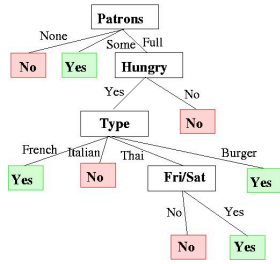 Patrons
None Some Full
No Yes Hungry
Yes No
Type No
French Italian Thai Burger
Yes No Fri/Sat Yes
No Yes
No Yes